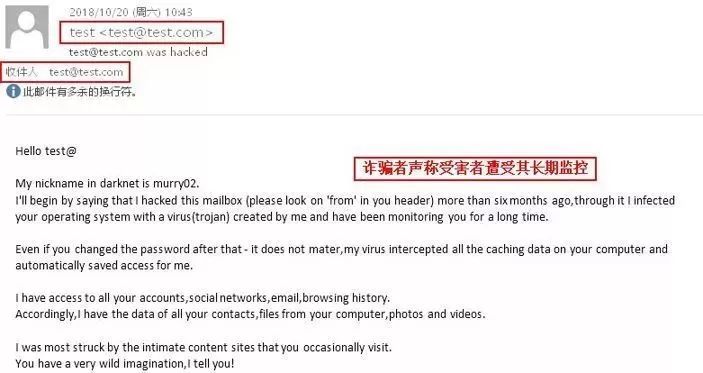 2018/10/20 (周六) 10:43
test <test@test.com>
test@test.com was hacked
收件人 test@test.com
此邮件有多余的换行符。
Hello test@
诈骗者声称受害者遭受其长期监控
My nickname in darknet is murry02.
I'll begin by saying that I hacked this mailbox (please look on 'from' in you header) more than six months ago,through it I infected
your operating system with a virus(trojan) created by me and have been monitoring you for a long time.
Even if you changed the password after that - it does not mater,my virus intercepted all the caching data on your computer and
automatically saved access for me.
I have access to all your accounts,social networks,email,browsing history.
Accordingly,I have the data of all your contacts,files from your computer,photos and videos.
I was most struck by the intimate content sites that you occasionally visit.
You have a very wild imagination,I tell you!